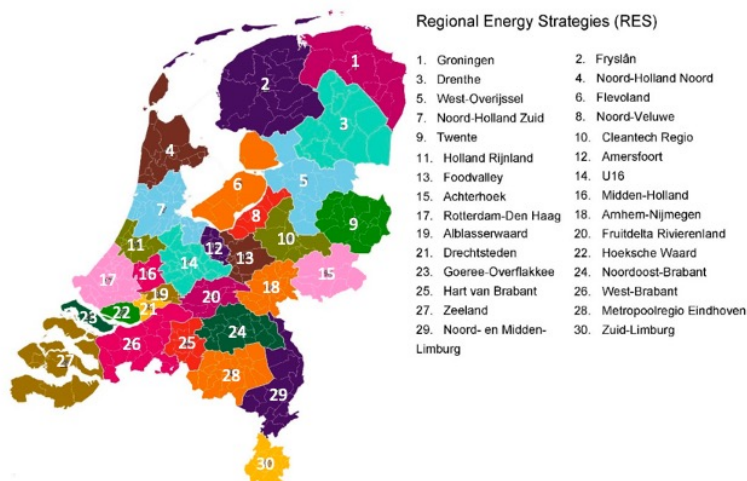 Regional Energy Strategies (RES)
1. Groningen 2. Fryslân
3. Drenthe 4. Noord-Holland Noord
5. West-Overijssel 6. Flevoland
7. Noord-Holland Zuid 8. Noord-Veluwe
9. Twente 10. Cleantech Regio
11. Holland Rijnland 12. Amersfoort
13. Foodvalley 14. U16
15. Achterhoek 16. Midden-Holland
17. Rotterdam-Den Haag 18. Arnhem-Nijmegen
19. Alblasserwaard 20. Fruitdelta Rivierenland
21. Drechtsteden 22. Hoeksche Waard
23. Goeree-Overflakkee 24. Noordoost-Brabant
25. Hart van Brabant 26. West-Brabant
27. Zeeland 28. Metropoolregio Eindhoven
29. Noord- en Midden- 30. Zuid-Limburg
Limburg
1
2
3
4
5
6
7
8
9
10
11
12
13
14
15
16
17
18
19
20
21
22
23
24
25
26
27
28
29
30